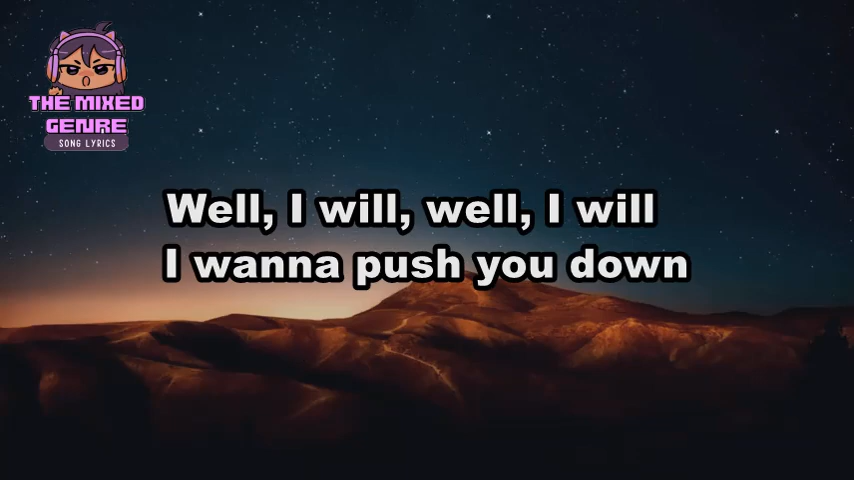 THE MIXED
GENRE
SONG LYRICS
Well, I will, well, I will
I wanna push you down